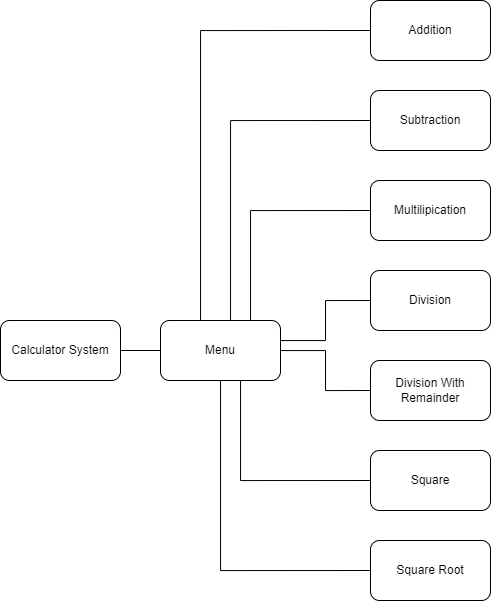 Addition
Subtraction
Multilipication
Division
Calculator System
Menu
Division With
Remainder
Square
Square Root